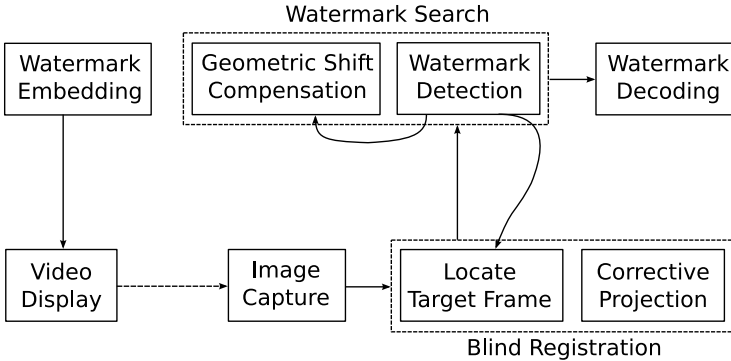 Watermark Search
Watermark
Embedding
Geometric Shift
Compensation
Watermark
Detection
Watermark
Decoding
Video
Display
Image
Capture
Locate
Target Frame
Corrective
Projection
Blind Registration